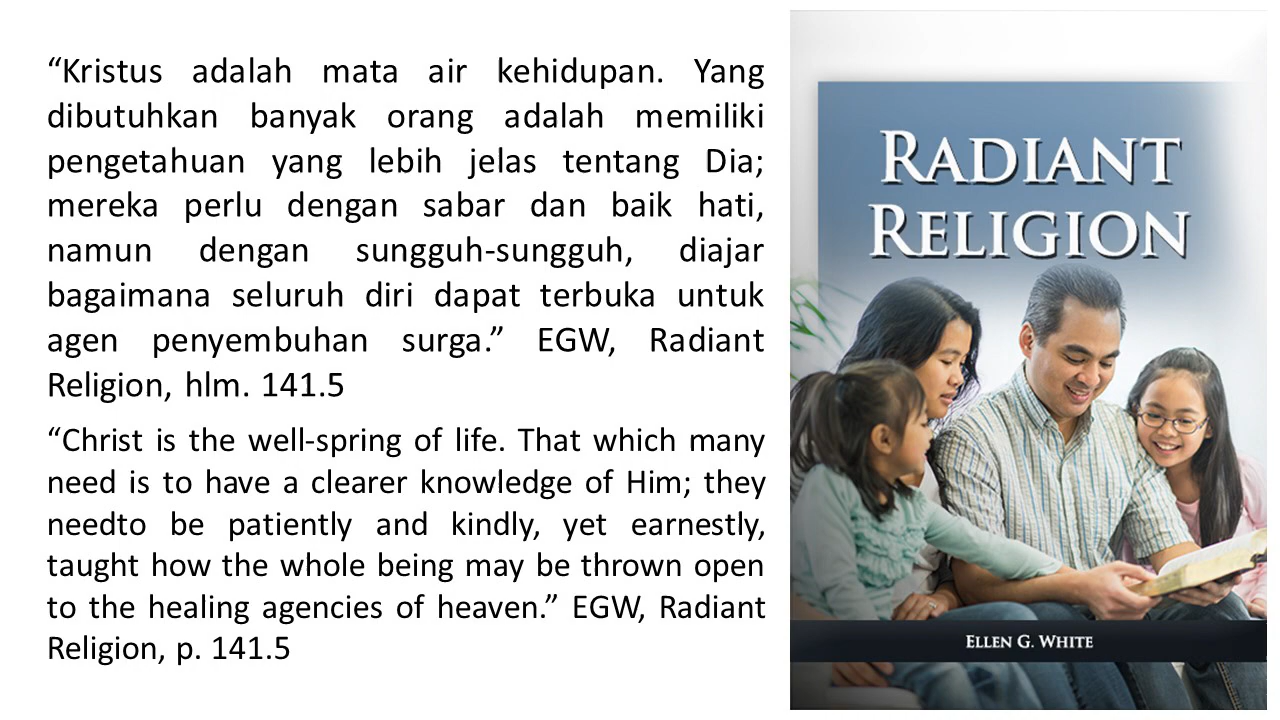 “Kristus adalah mata air kehidupan. Yang
dibutuhkan banyak orang adalah memiliki
pengetahuan yang lebih jelas tentang Dia;
mereka perlu dengan sabar dan baik hati,
namun dengan sungguh-sungguh, diajar
bagaimana seluruh diri dapat terbuka untuk
agen penyembuhan surga.” EGW, Radiant
Religion, hlm. 141.5
“Christ is the well-spring of life. That which many
need is to have a clearer knowledge of Him; they
needto be patiently and kindly, yet earnestly,
taught how the whole being may be thrown open
to the healing agencies of heaven.” EGW, Radiant
Religion, p. 141.5
RADIANT
RELIGION
ELLEN G. WHITE